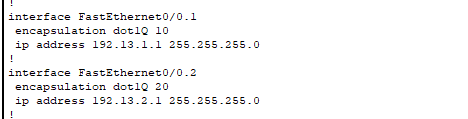 !
interface FastEthernet0/0.1
 encapsulation dot1Q 10
 ip address 192.13.1.1 255.255.255.0
!
interface FastEthernet0/0.2
 encapsulation dot1Q 20
 ip address 192.13.2.1 255.255.255.0
!